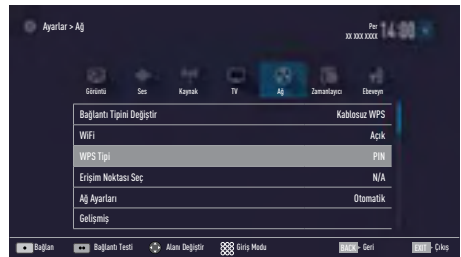 Ayarlar > Ağ
Per
XX XXX XXXX
Görüntü Ses Kaynak TV Ağ Zamanlayıcı Ebeveyn
Bağlantı Tipini Değiştir Kablosuz WPS
WiFi Açık
WPS Tipi PIN
Erişim Noktası Seç N/A
Ağ Ayarları Otomatik
Gelişmiş
Bağlan Bağlantı Testi Alanı Değiştir Giriş Modu BACK - Geri EXIT - Çıkış